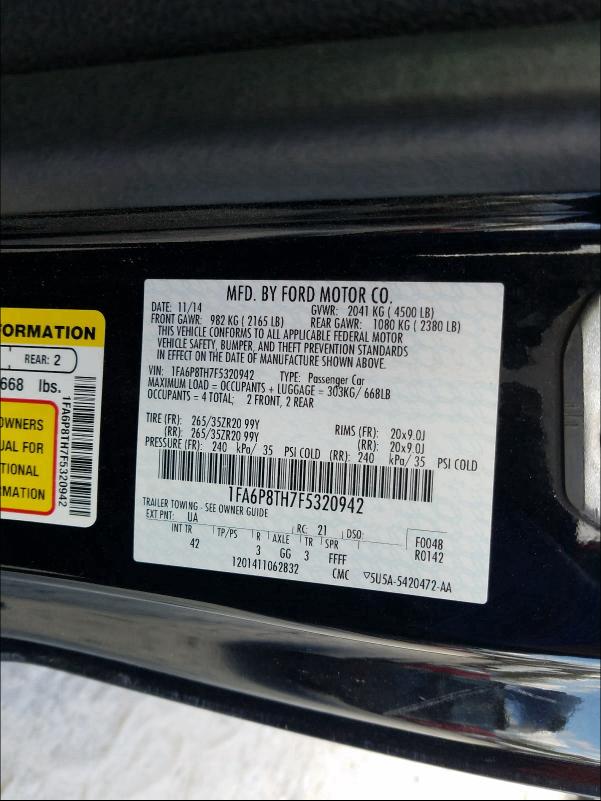 FORMATION
REAR: 2
668 lbs.
OWNERS
UAL FOR
TIONAL
RMATION
1FA6P8TH7F5320942
MFD. BY FORD MOTOR CO.
DATE: 11/14 GVWR: 2041 KG ( 4500 LB)
FRONT GAWR: 982 KG ( 2165 LB) REAR GAWR: 1080 KG ( 2380 LB)
THIS VEHICLE CONFORMS TO ALL APPLICABLE FEDERAL MOTOR
VEHICLE SAFETY, BUMPER, AND THEFT PREVENTION STANDARDS
IN EFFECT ON THE DATE OF MANUFACTURE SHOWN ABOVE.
VIN: 1FA6P8TH7F5320942 TYPE: Passenger Car
MAXIMUM LOAD = OCCUPANTS + LUGGAGE = 303KG/ 668LB
OCCUPANTS = 4 TOTAL; 2 FRONT, 2 REAR
TIRE (FR): 265/35ZR20 99Y RIMS (FR): 20x9.0J
(RR): 265/35ZR20 99Y (RR): 20x9.0J
PRESSURE (FR): 240 kPa/ 35 PSI COLD (RR): 240 kPa/ 35 PSI COLD
1FA6P8TH7F5320942
TRAILER TOWING - SEE OWNER GUIDE
EXT PNT: UA RC: 21 DSO: F0048
INT TR TP/PS R AXLE TR SPR R0142
42 3 GG 3 FFFF
1201411062832 CMC ▽5U5A-5420472-AA